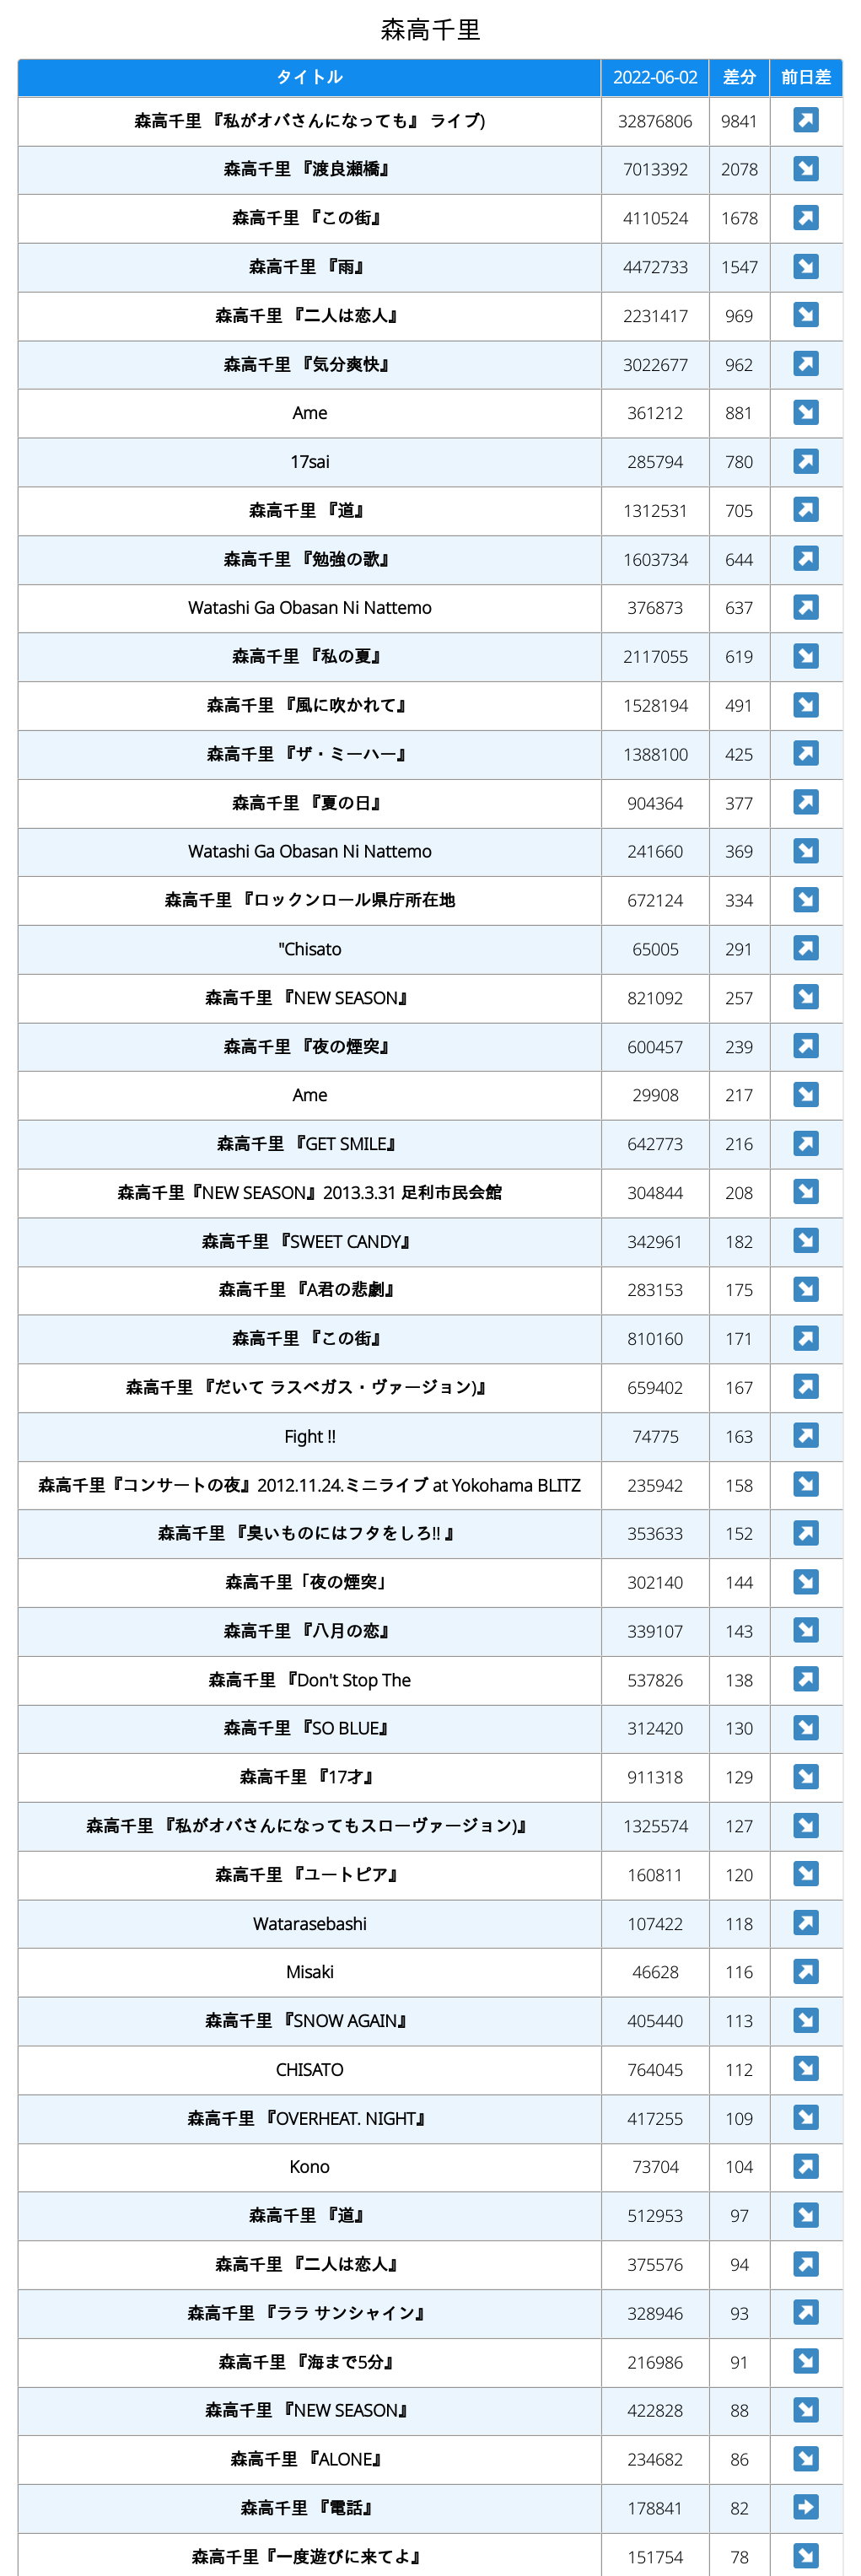 森高千里
タイトル 2022-06-02 差分 前日差
森高千里 『私がオバさんになっても』 ライブ) 32876806 9841 ↗
森高千里 『渡良瀬橋』 7013392 2078 ↘
森高千里 『この街』 4110524 1678 ↗
森高千里 『雨』 4472733 1547 ↘
森高千里 『二人は恋人』 2231417 969 ↘
森高千里 『気分爽快』 3022677 962 ↗
Ame 361212 881 ↘
17sai 285794 780 ↗
森高千里 『道』 1312531 705 ↗
森高千里 『勉強の歌』 1603734 644 ↗
Watashi Ga Obasan Ni Nattemo 376873 637 ↗
森高千里 『私の夏』 2117055 619 ↘
森高千里 『風に吹かれて』 1528194 491 ↘
森高千里 『ザ・ミーハー』 1388100 425 ↗
森高千里 『夏の日』 904364 377 ↗
Watashi Ga Obasan Ni Nattemo 241660 369 ↘
森高千里 『ロックンロール県庁所在地 672124 334 ↘
"Chisato 65005 291 ↗
森高千里 『NEW SEASON』 821092 257 ↘
森高千里 『夜の煙突』 600457 239 ↗
Ame 29908 217 ↘
森高千里 『GET SMILE』 642773 216 ↗
森高千里『NEW SEASON』2013.3.31 足利市民会館 304844 208 ↘
森高千里 『SWEET CANDY』 342961 182 ↘
森高千里 『A君の悲劇』 283153 175 ↘
森高千里 『この街』 810160 171 ↗
森高千里 『だいて ラスベガス・ヴァージョン)』 659402 167 ↗
Fight !! 74775 163 ↗
森高千里『コンサートの夜』2012.11.24.ミニライブ at Yokohama BLITZ 235942 158 ↘
森高千里 『臭いものにはフタをしろ!! 』 353633 152 ↗
森高千里「夜の煙突」 302140 144 ↘
森高千里 『八月の恋』 339107 143 ↘
森高千里 『Don't Stop The 537826 138 ↗
森高千里 『SO BLUE』 312420 130 ↘
森高千里 『17才』 911318 129 ↘
森高千里 『私がオバさんになってもスローヴァージョン)』 1325574 127 ↘
森高千里 『ユートピア』 160811 120 ↘
Watarasebashi 107422 118 ↗
Misaki 46628 116 ↗
森高千里 『SNOW AGAIN』 405440 113 ↘
CHISATO 764045 112 ↘
森高千里 『OVERHEAT. NIGHT』 417255 109 ↘
Kono 73704 104 ↗
森高千里 『道』 512953 97 ↘
森高千里 『二人は恋人』 375576 94 ↗
森高千里 『ララ サンシャイン』 328946 93 ↗
森高千里 『海まで5分』 216986 91 ↘
森高千里 『NEW SEASON』 422828 88 ↘
森高千里 『ALONE』 234682 86 ↘
森高千里 『電話』 178841 82 ➡
森高千里『一度遊びに来てよ』 151754 78 ↘